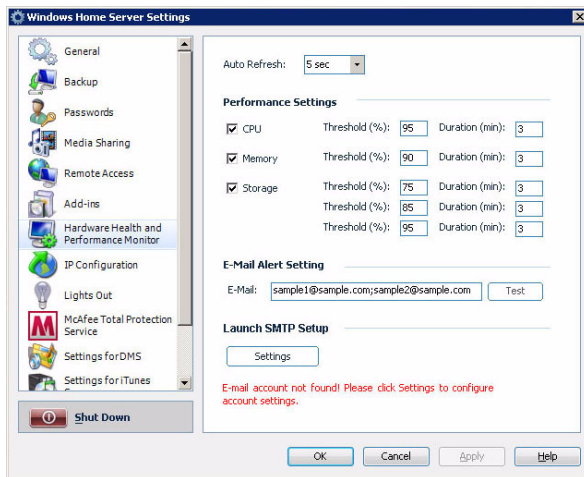 Windows Home Server Settings
General
Backup
Passwords
Media Sharing
Remote Access
Add-ins
Hardware Health and
Performance Monitor
IP Configuration
Lights Out
McAfee Total Protection
Service
Settings for DMS
Settings for iTunes
Shut Down
Auto Refresh: 5 sec
Performance Settings
CPU Threshold (%): 95 Duration (min): 3
Memory Threshold (%): 90 Duration (min): 3
Storage Threshold (%): 75 Duration (min): 3
Threshold (%): 85 Duration (min): 3
Threshold (%): 95 Duration (min): 3
E-Mail Alert Setting
E-Mail: sample1@sample.com;sample2@sample.com Test
Launch SMTP Setup
Settings
E-mail account not found! Please click Settings to configure
account settings.
OK Cancel Apply Help